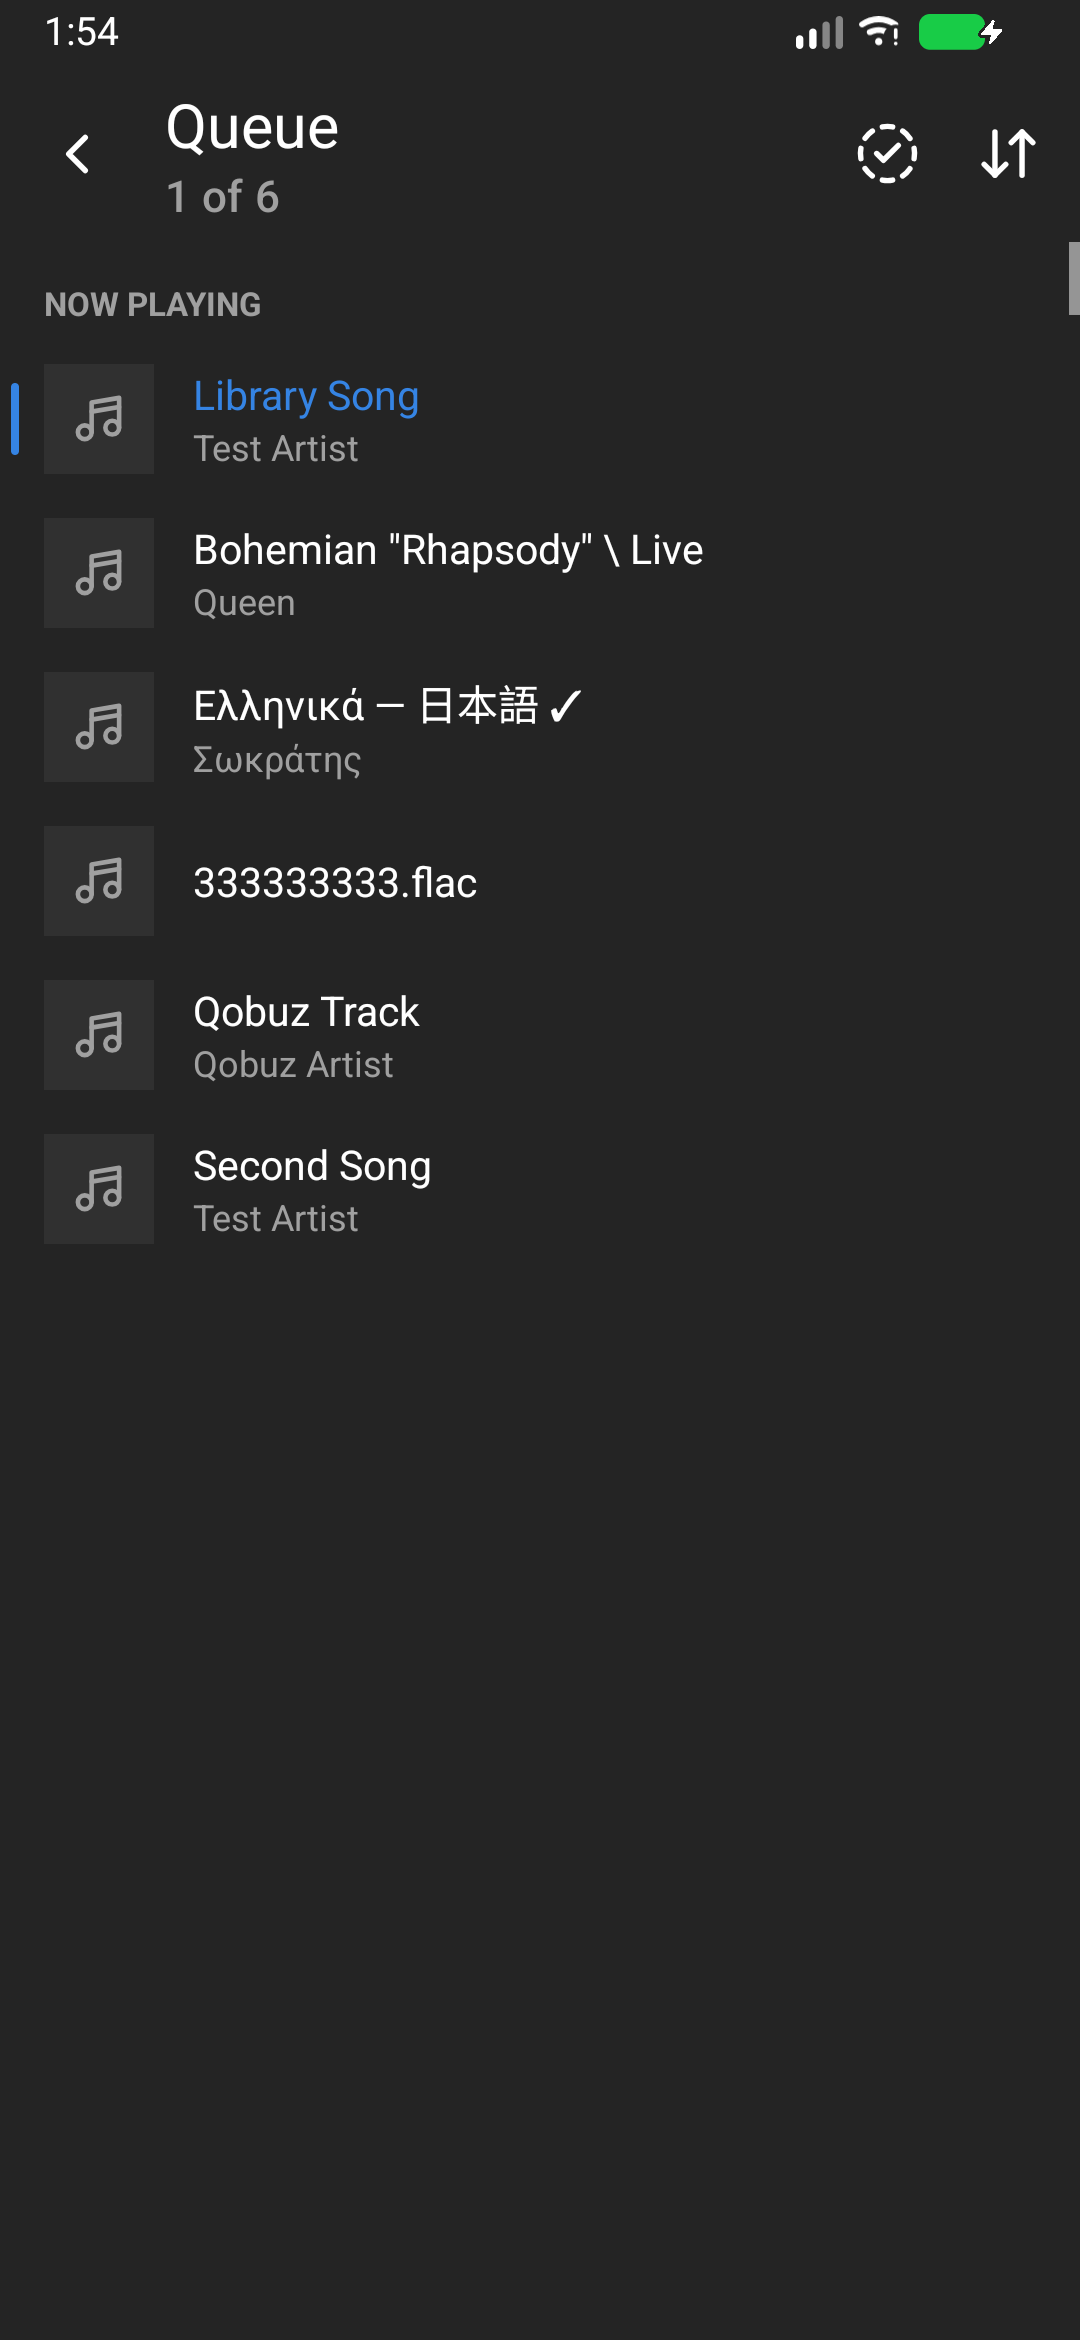 1:54
Queue
1 of 6
NOW PLAYING
Library Song
Test Artist
Bohemian "Rhapsody" \ Live
Queen
Ελληνικά — 日本語 ✓
Σωκράτης
333333333.flac
Qobuz Track
Qobuz Artist
Second Song
Test Artist